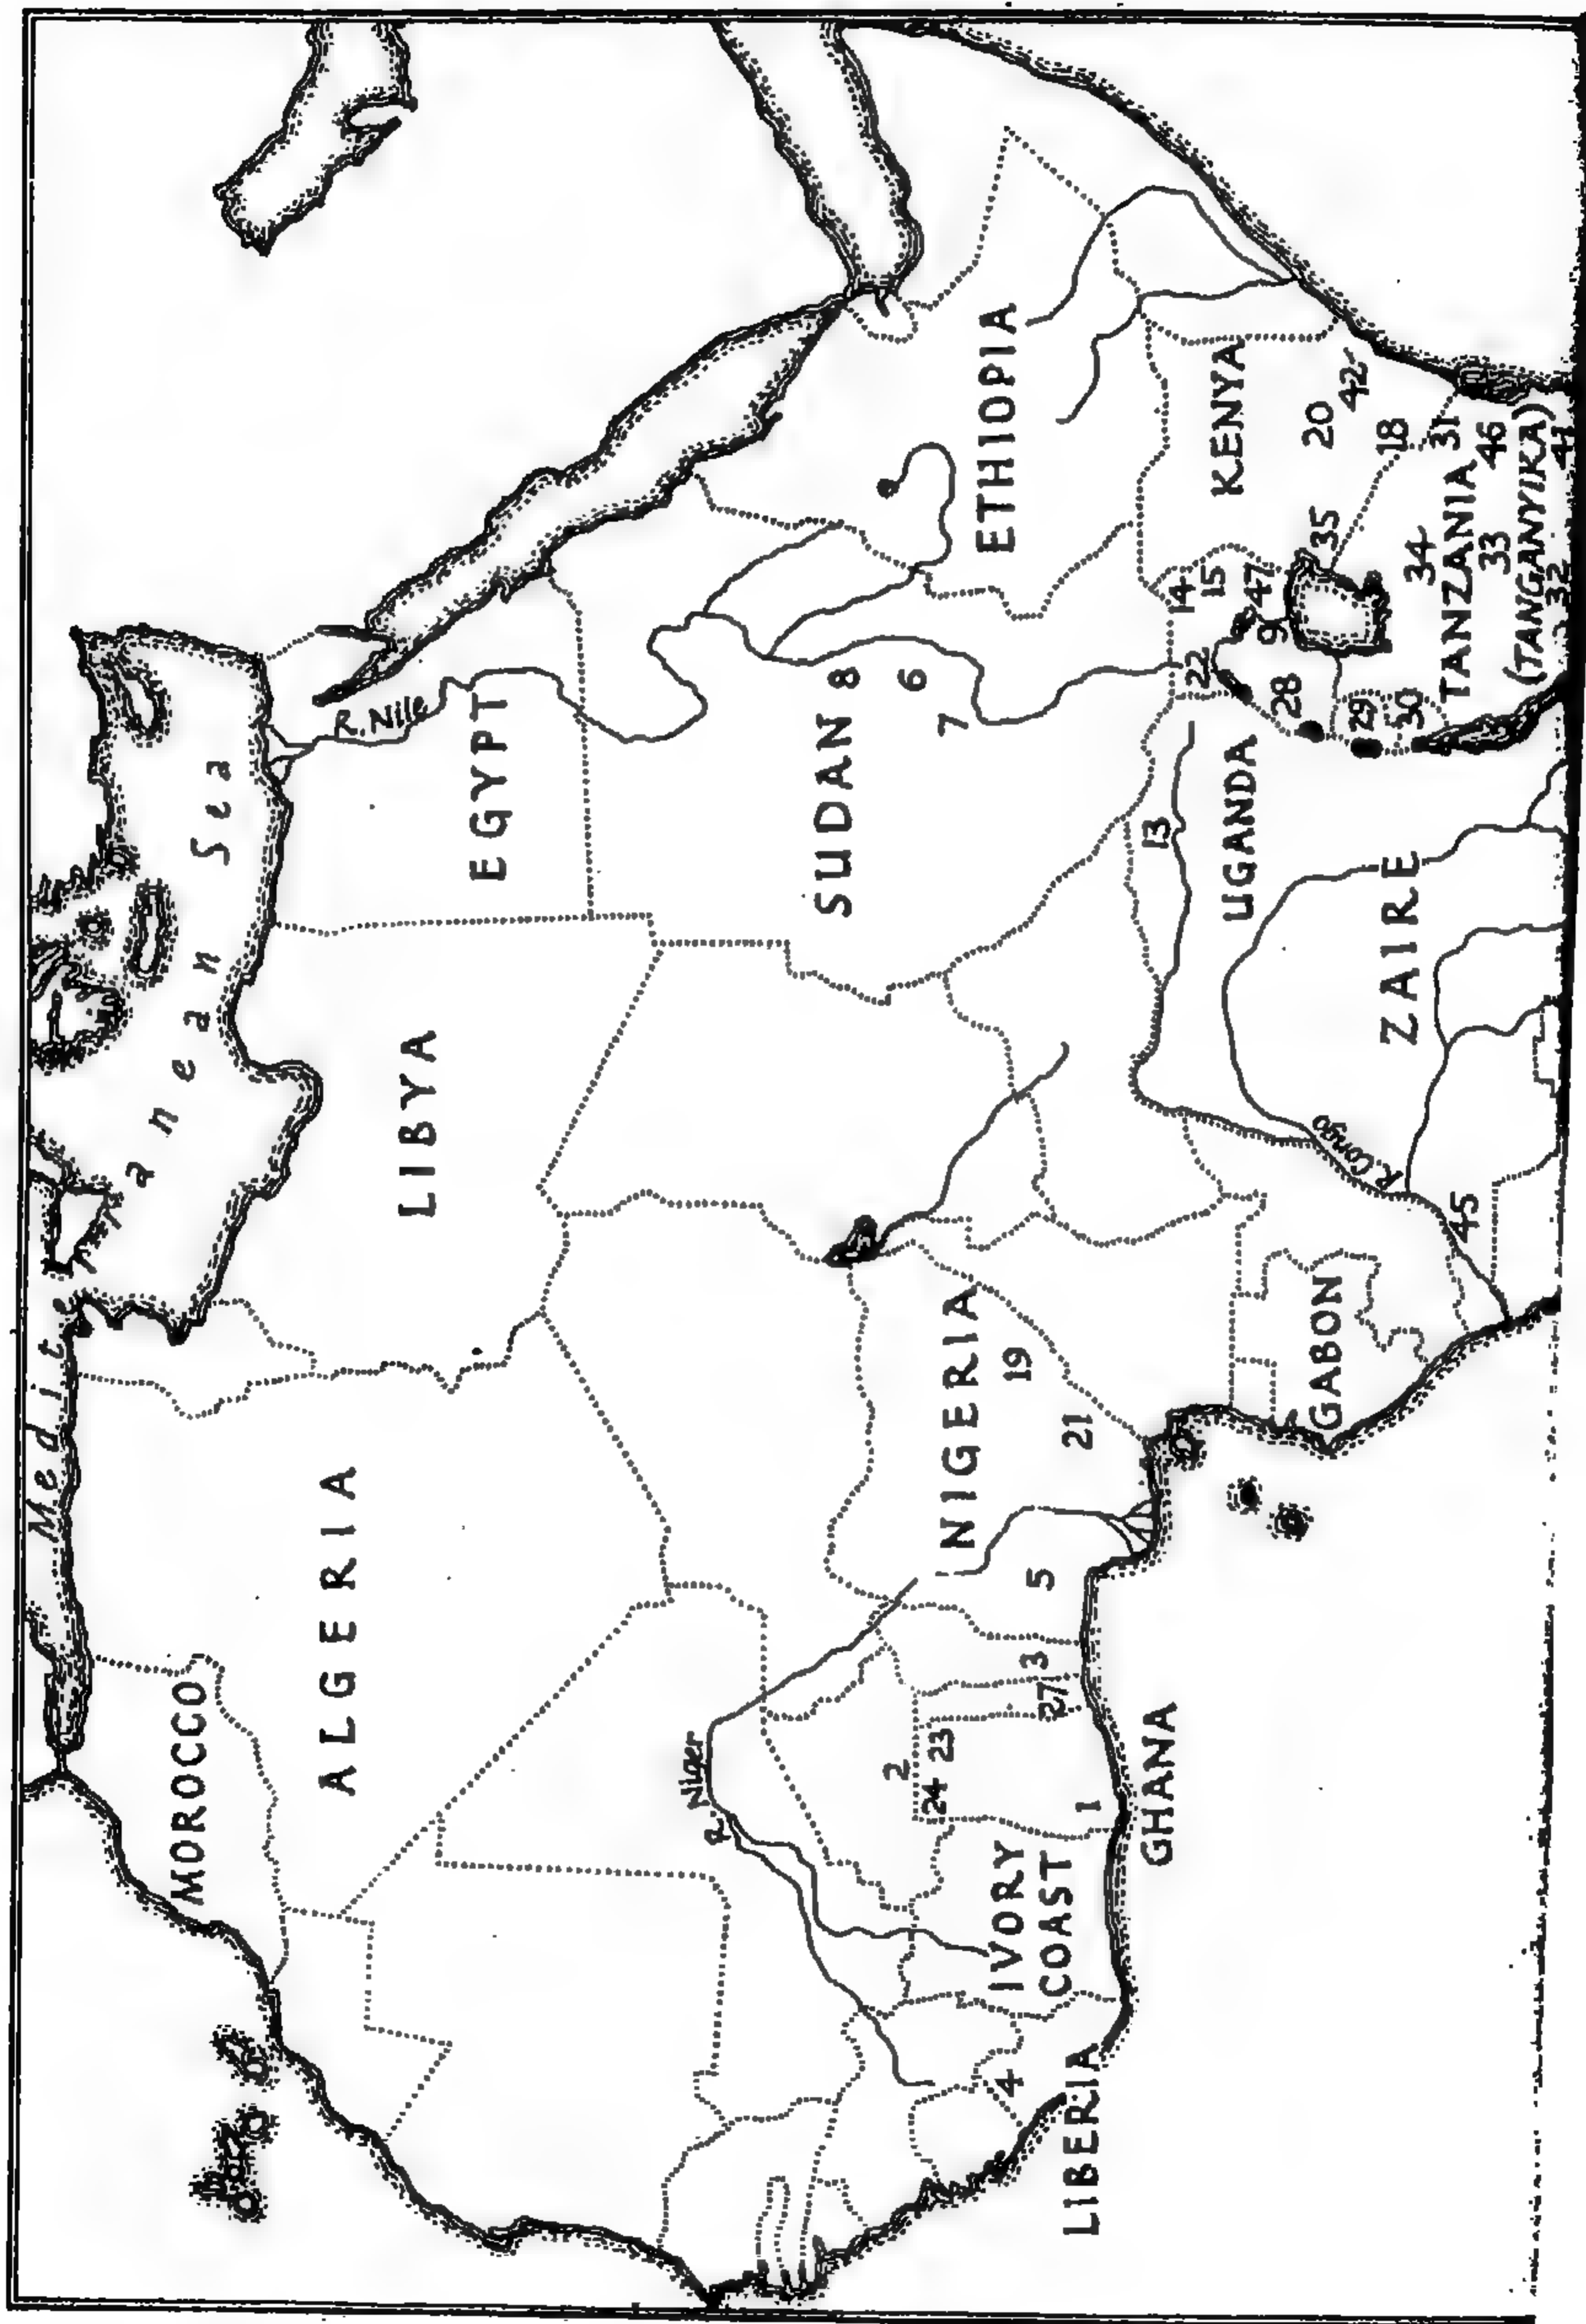 Medite
anean Sea
MOROCCO
ALGERIA
LIBYA
EGYPT
R. Nile
R. Niger
SUDAN
8
6
7
NIGERIA
19
21
5
3
27
2
24 23
1
IVORY
COAST
GHANA
4
LIBERIA
ETHIOPIA
KENYA
20
42
18
31
46
41
14
15
47
9
35
22
28
29
30
34
TANZANIA
33
(TANGANYIKA)
32
13
UGANDA
ZAIRE
R. Congo
45
GABON